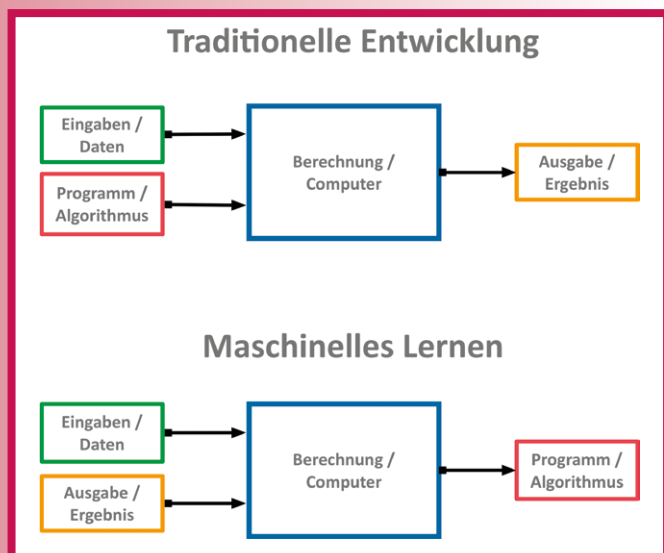 Traditionelle Entwicklung
Eingaben /
Daten
Programm /
Algorithmus
Berechnung /
Computer
Ausgabe /
Ergebnis
Maschinelles Lernen
Eingaben /
Daten
Ausgabe /
Ergebnis
Berechnung /
Computer
Programm /
Algorithmus